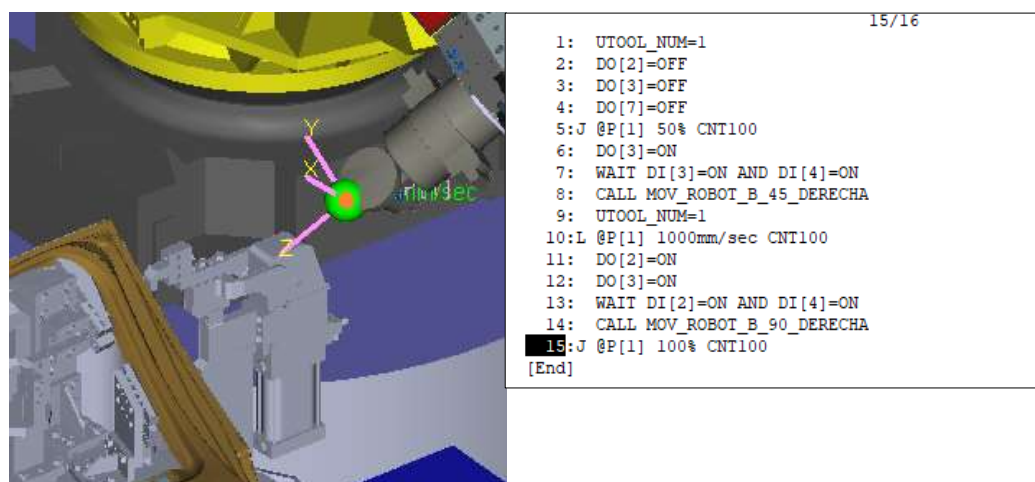 Y
X
mm/sec
Z
15/16
1: UTOOL_NUM=1
2: DO[2]=OFF
3: DO[3]=OFF
4: DO[7]=OFF
5:J @P[1] 50% CNT100
6: DO[3]=ON
7: WAIT DI[3]=ON AND DI[4]=ON
8: CALL MOV_ROBOT_B_45_DERECHA
9: UTOOL_NUM=1
10:L @P[1] 1000mm/sec CNT100
11: DO[2]=ON
12: DO[3]=ON
13: WAIT DI[2]=ON AND DI[4]=ON
14: CALL MOV_ROBOT_B_90_DERECHA
15:J @P[1] 100% CNT100
[End]